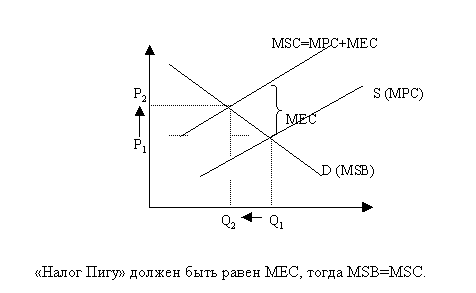 MSC=MPC+MEC
P₂
S (MPC)
MEC
P₁
D (MSB)
Q₂
Q₁
«Налог Пигу» должен быть равен MEC, тогда MSB=MSC.